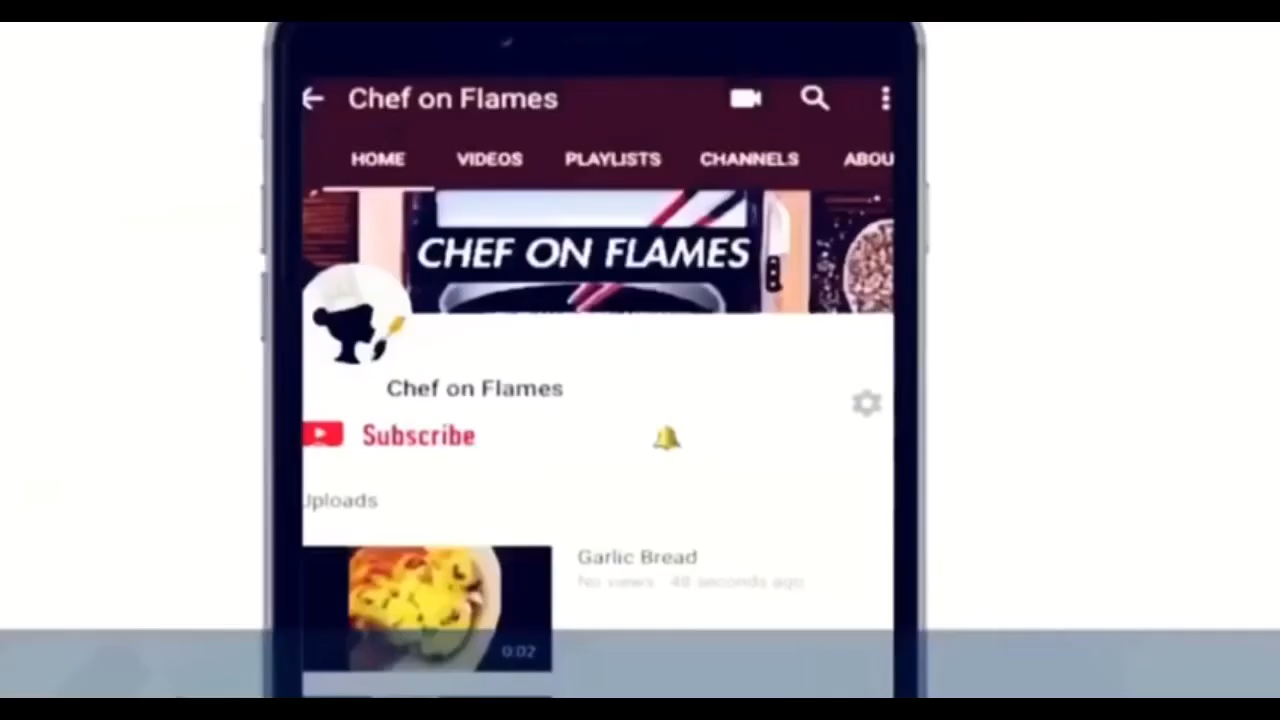 Chef on Flames
HOME VIDEOS PLAYLISTS CHANNELS ABOU
CHEF ON FLAMES
Chef on Flames
Subscribe
Uploads
Garlic Bread
No views 48 seconds ago
0:02